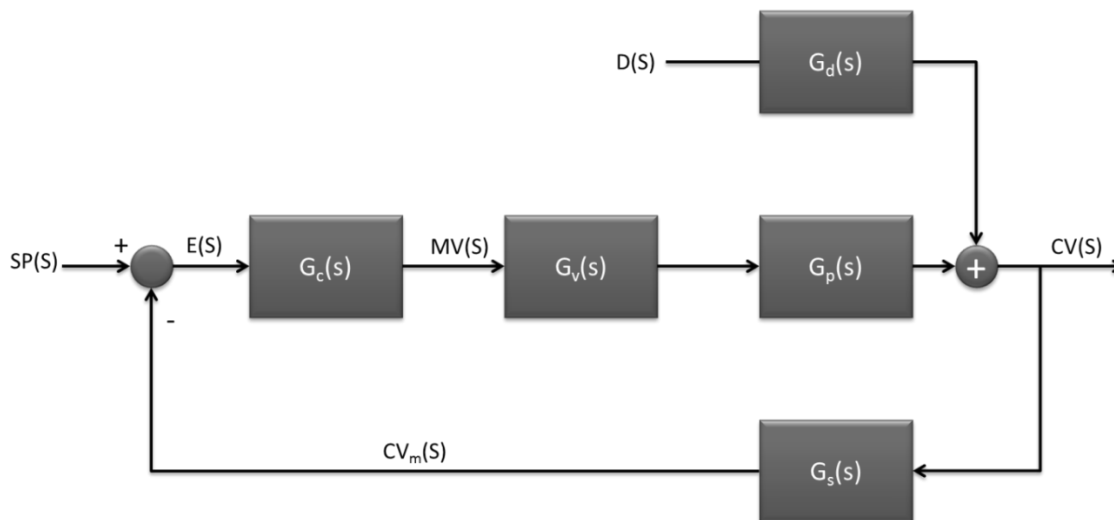 D(S)
G_d(s)
+
E(S)
MV(S)
CV(S)
SP(S)
G_c(s)
G_v(s)
G_p(s)
+
-
CV_m(S)
G_s(s)